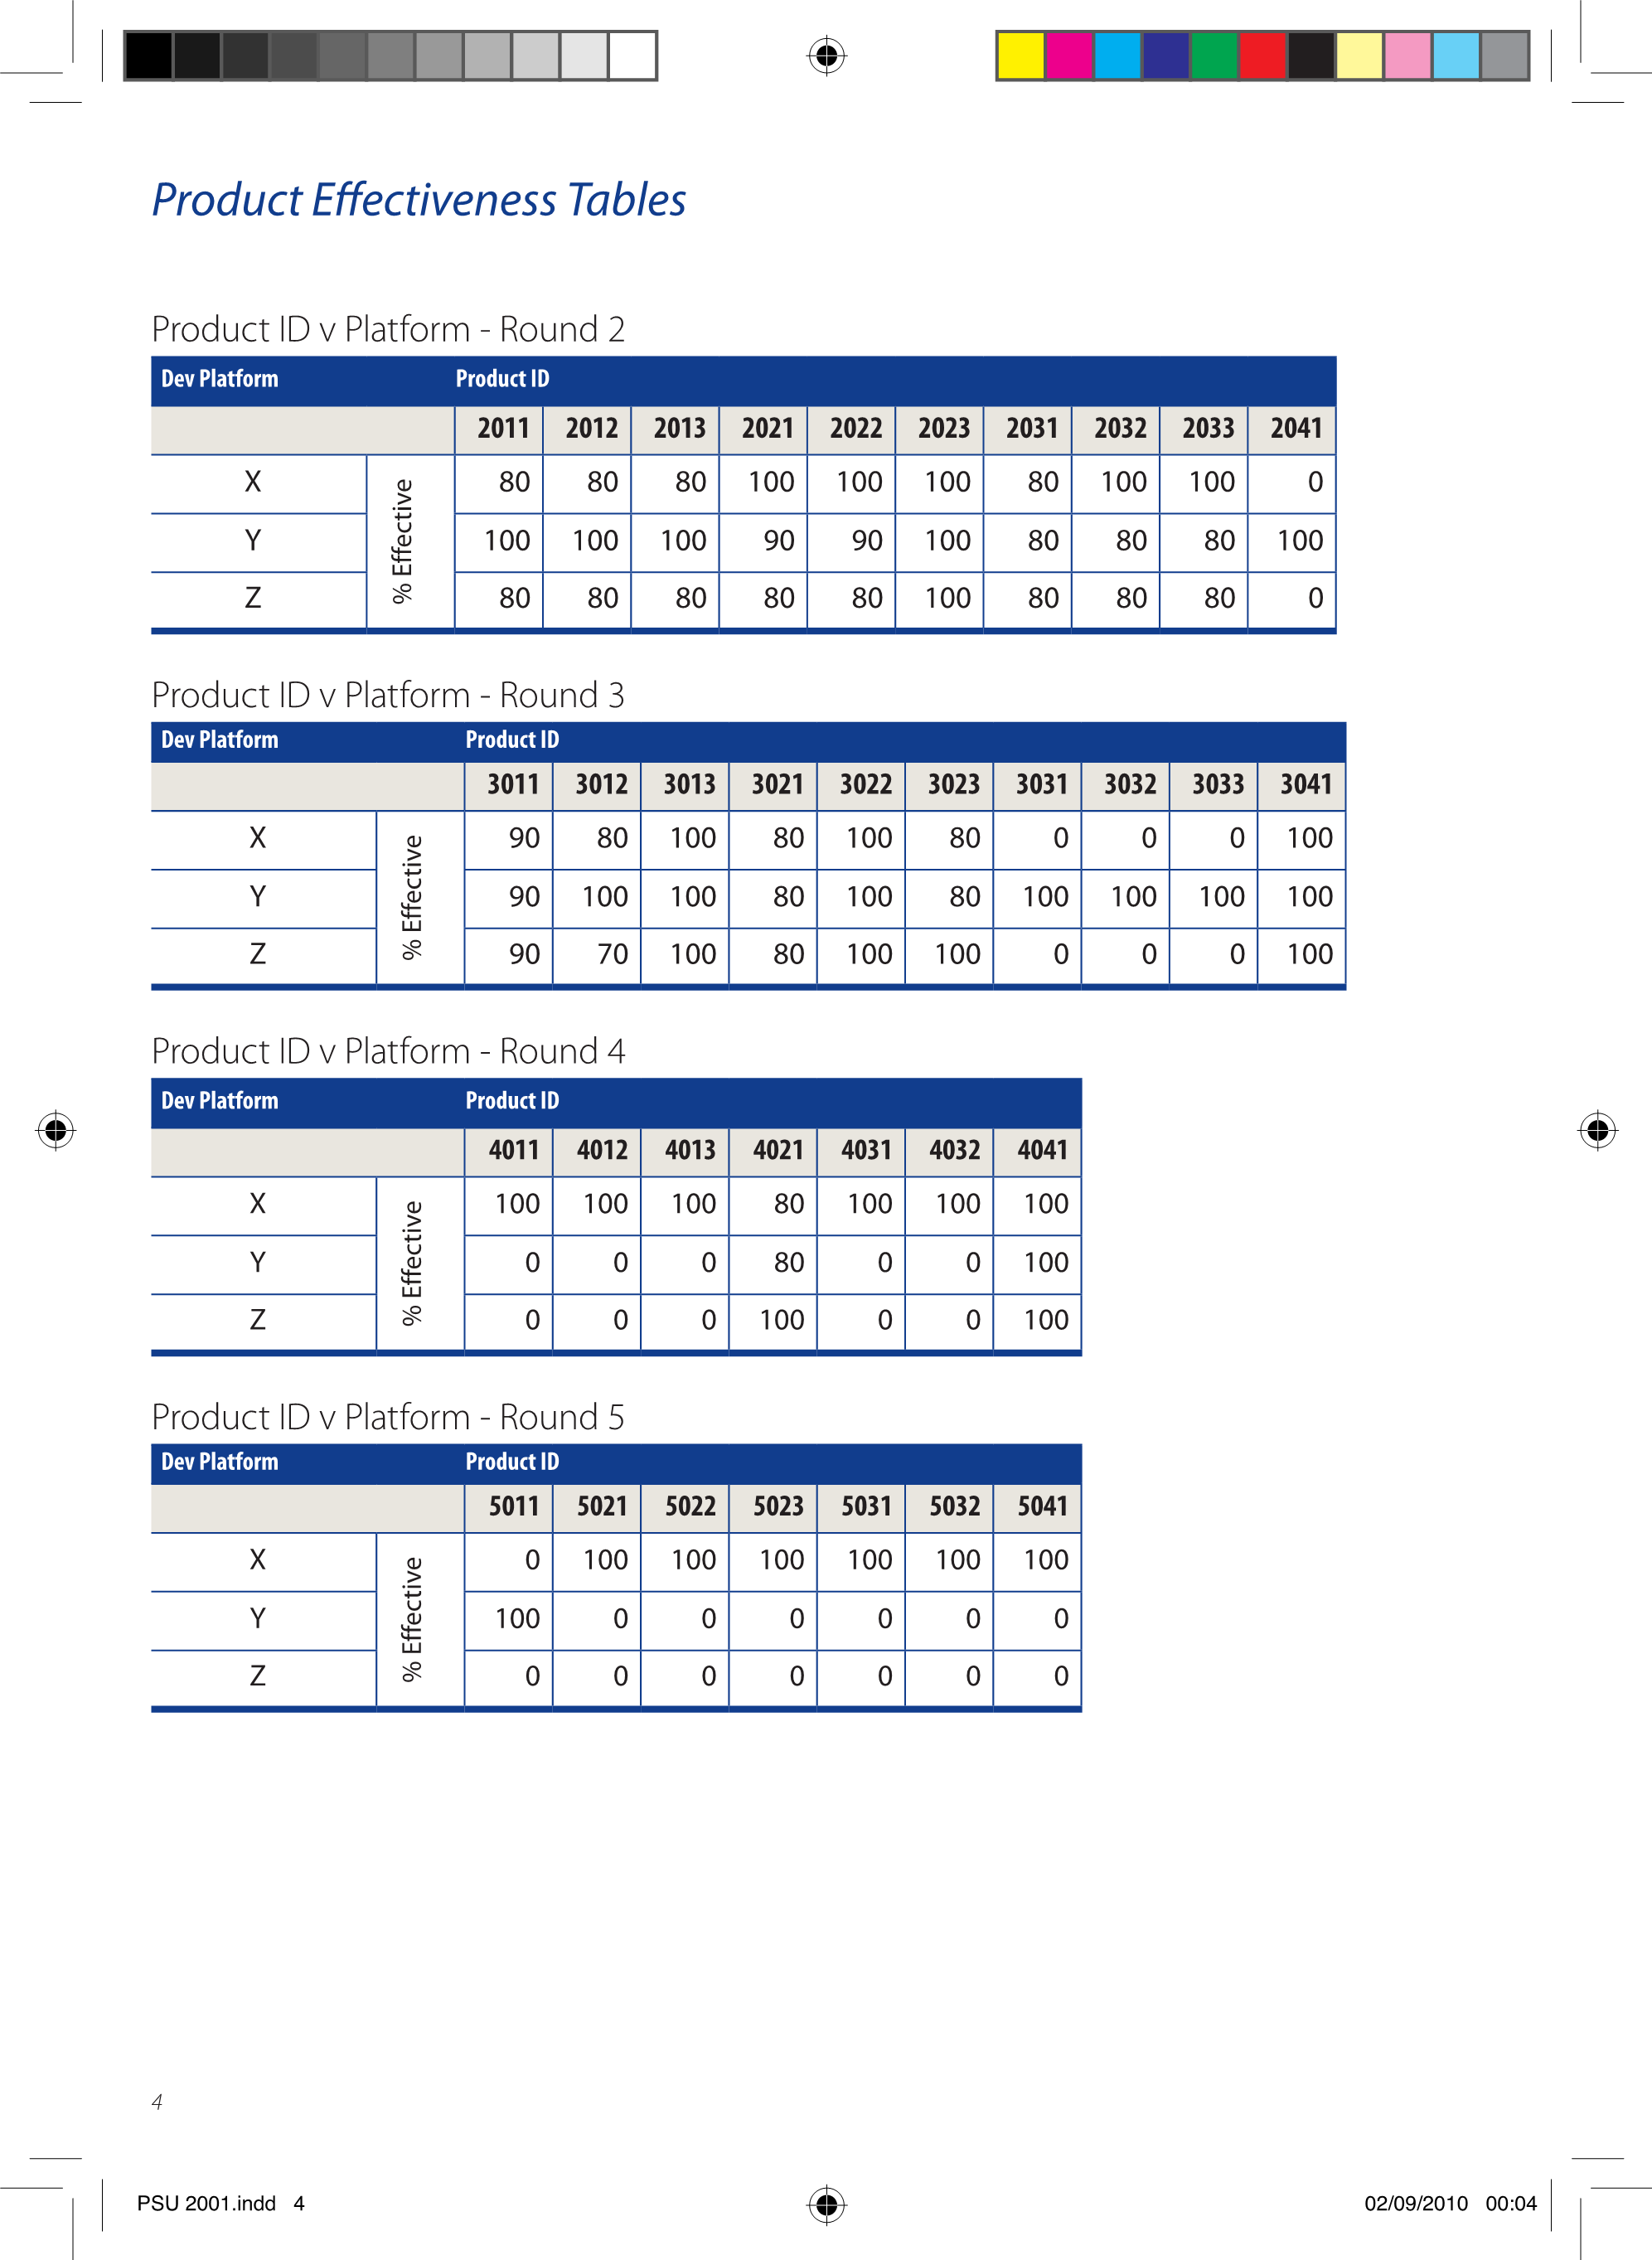 Product Effectiveness Tables
Product ID v Platform - Round 2
Dev Platform Product ID
2011 2012 2013 2021 2022 2023 2031 2032 2033 2041
% Effective
X 80 80 80 100 100 100 80 100 100 0
Y 100 100 100 90 90 100 80 80 80 100
Z 80 80 80 80 80 100 80 80 80 0
Product ID v Platform - Round 3
Dev Platform Product ID
3011 3012 3013 3021 3022 3023 3031 3032 3033 3041
% Effective
X 90 80 100 80 100 80 0 0 0 100
Y 90 100 100 80 100 80 100 100 100 100
Z 90 70 100 80 100 100 0 0 0 100
Product ID v Platform - Round 4
Dev Platform Product ID
4011 4012 4013 4021 4031 4032 4041
% Effective
X 100 100 100 80 100 100 100
Y 0 0 0 80 0 0 100
Z 0 0 0 100 0 0 100
Product ID v Platform - Round 5
Dev Platform Product ID
5011 5021 5022 5023 5031 5032 5041
% Effective
X 0 100 100 100 100 100 100
Y 100 0 0 0 0 0 0
Z 0 0 0 0 0 0 0
4
PSU 2001.indd 4 02/09/2010 00:04